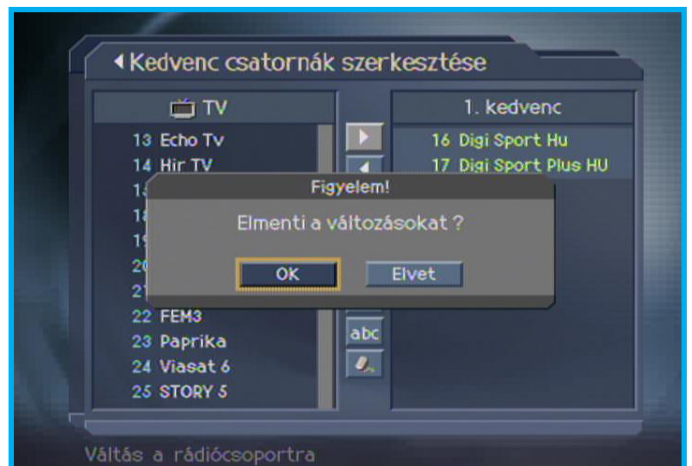 Kedvenc csatornák szerkesztése
TV
1. kedvenc
13 Echo Tv
14 Hír TV
16 Digi Sport Hu
17 Digi Sport Plus HU
Figyelem!
Elmenti a változásokat ?
OK
Elvet
22 FEM3
23 Paprika
24 Viasat 6
25 STORY 5
abc
Váltás a rádiócsoportra